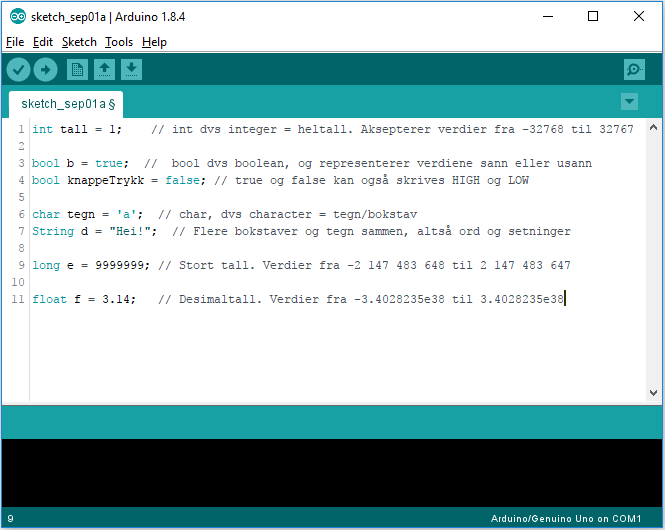 sketch_sep01a | Arduino 1.8.4
File Edit Sketch Tools Help
sketch_sep01a §
1 int tall = 1;    // int dvs integer = heltall. Aksepterer verdier fra -32768 til 32767
2
3 bool b = true;  //  bool dvs boolean, og representerer verdiene sann eller usann
4 bool knappeTrykk = false; // true og false kan også skrives HIGH og LOW
5
6 char tegn = 'a';  // char, dvs character = tegn/bokstav
7 String d = "Hei!";  // Flere bokstaver og tegn sammen, altså ord og setninger
8
9 long e = 9999999; // Stort tall. Verdier fra -2 147 483 648 til 2 147 483 647
10
11 float f = 3.14;   // Desimaltall. Verdier fra -3.4028235e38 til 3.4028235e38
9
Arduino/Genuino Uno on COM1